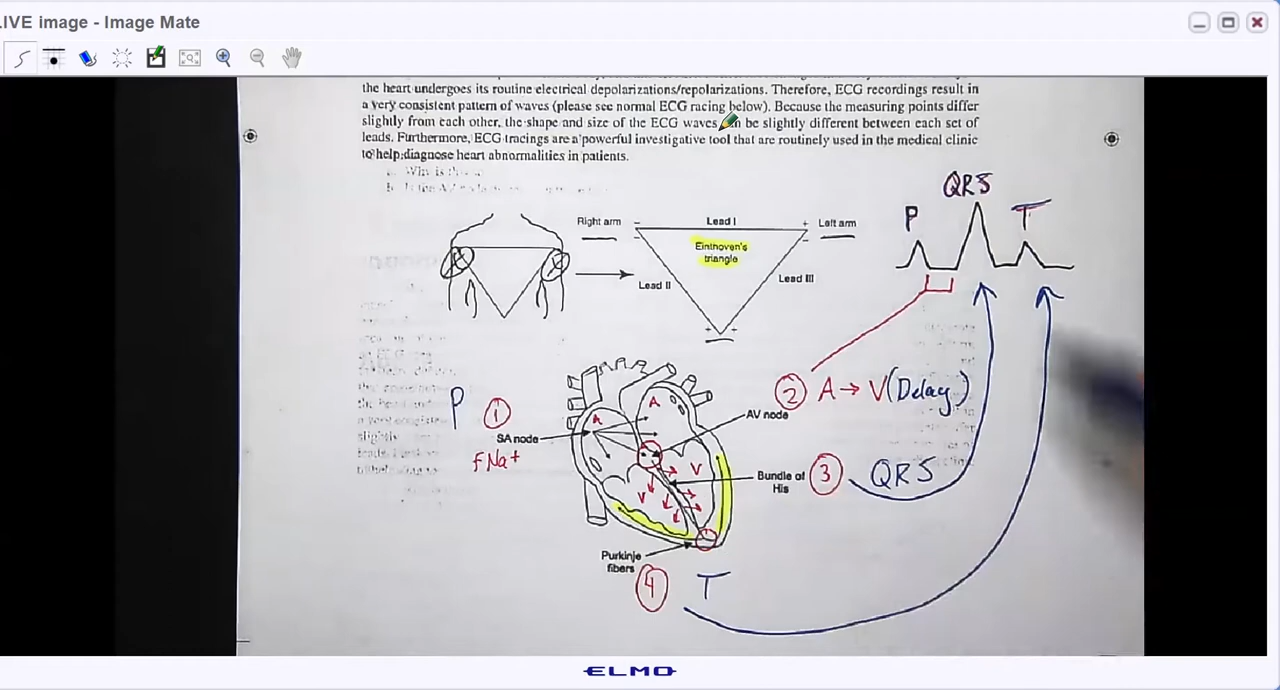 LIVE image - Image Mate
the heart undergoes its routine electrical depolarizations/repolarizations. Therefore, ECG recordings result in
a very consistent pattern of waves (please see normal ECG racing below). Because the measuring points differ
slightly from each other, the shape and size of the ECG waves be slightly different between each set of
leads. Furthermore, ECG tracings are a powerful investigative tool that are routinely used in the medical clinic
to help diagnose heart abnormalities in patients.
QRS
P
T
Right arm
Lead I
Left arm
Einthoven's
triangle
Lead II
Lead III
P
1
SA node
fNa+
A
A
2 A → V (Delay)
AV node
V
V
Bundle of
His
3 QRS
Purkinje
fibers
4 T
ELMO